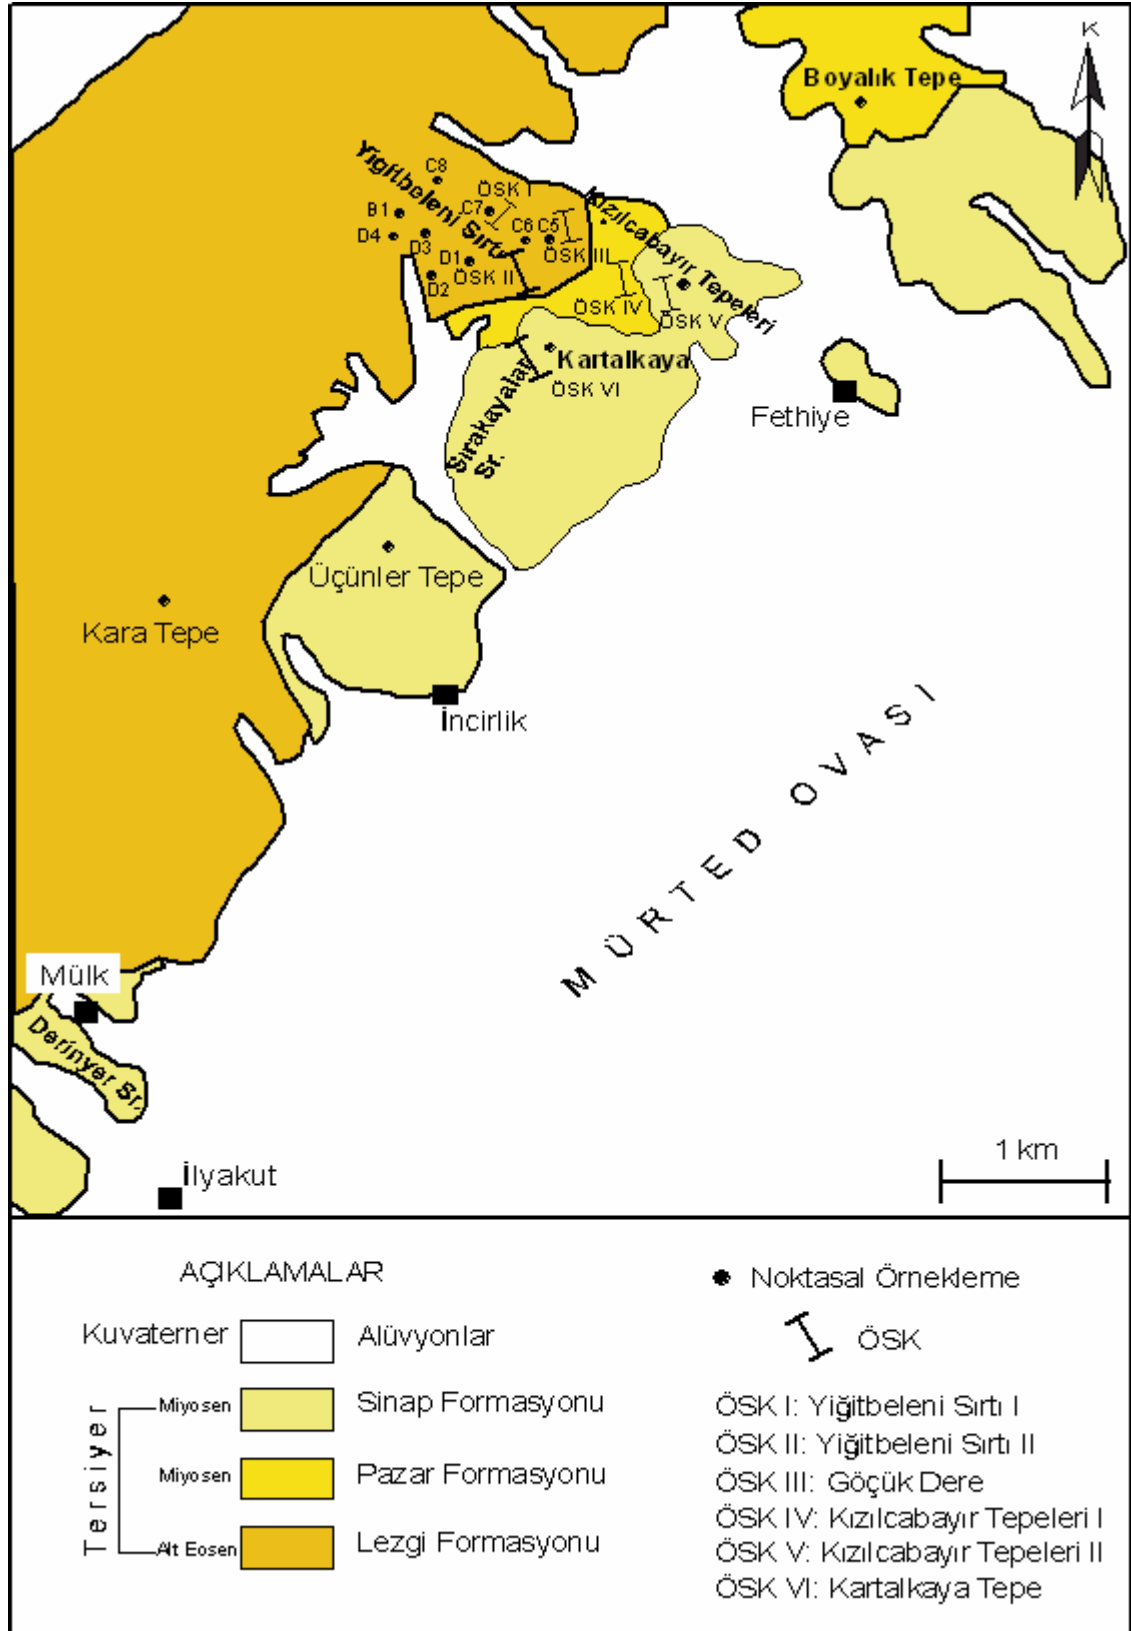 K
Boyalık Tepe
Yiğitbeleni Sırtı
C8
ÖSK I
C7
B1
D4
D3
C6
C5
D1
ÖSK II
D2
ÖSK III
Kızılcabayır Tepeleri
ÖSK IV
ÖSK V
Kartalkaya
ÖSK VI
Sırakayalar
Sr.
Fethiye
Üçünler Tepe
Kara Tepe
İncirlik
MÜRTED OVASI
Mülk
Derinyer Sr.
İlyakut
1 km
AÇIKLAMALAR
Kuvaterner
Alüvyonlar
Tersiyer
Miyosen
Sinap Formasyonu
Miyosen
Pazar Formasyonu
Alt Eosen
Lezgi Formasyonu
Noktasal Örnekleme
ÖSK
ÖSK I: Yiğitbeleni Sırtı I
ÖSK II: Yiğitbeleni Sırtı II
ÖSK III: Göçük Dere
ÖSK IV: Kızılcabayır Tepeleri I
ÖSK V: Kızılcabayır Tepeleri II
ÖSK VI: Kartalkaya Tepe